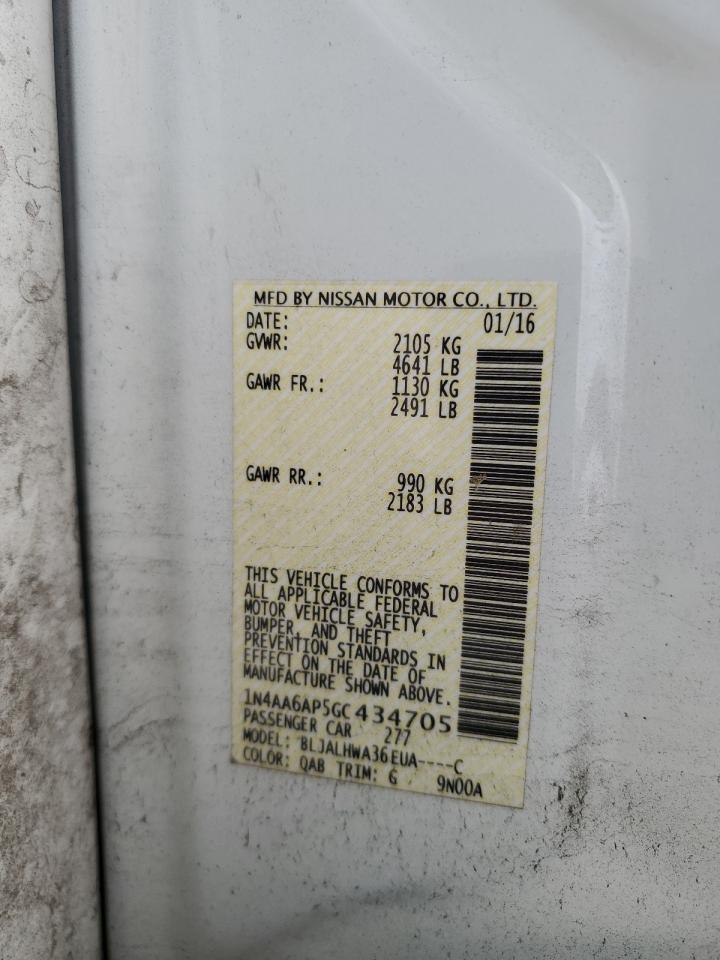 MFD BY NISSAN MOTOR CO., LTD.
DATE: 01/16
GVWR: 2105 KG
4641 LB
GAWR FR.: 1130 KG
2491 LB
GAWR RR.: 990 KG
2183 LB
THIS VEHICLE CONFORMS TO
ALL APPLICABLE FEDERAL
MOTOR VEHICLE SAFETY,
BUMPER, AND THEFT
PREVENTION STANDARDS IN
EFFECT ON THE DATE OF
MANUFACTURE SHOWN ABOVE.
1N4AA6AP5GC434705
PASSENGER CAR 277
MODEL: BLJALHWA36EUA----C
COLOR: QAB TRIM: G 9N00A